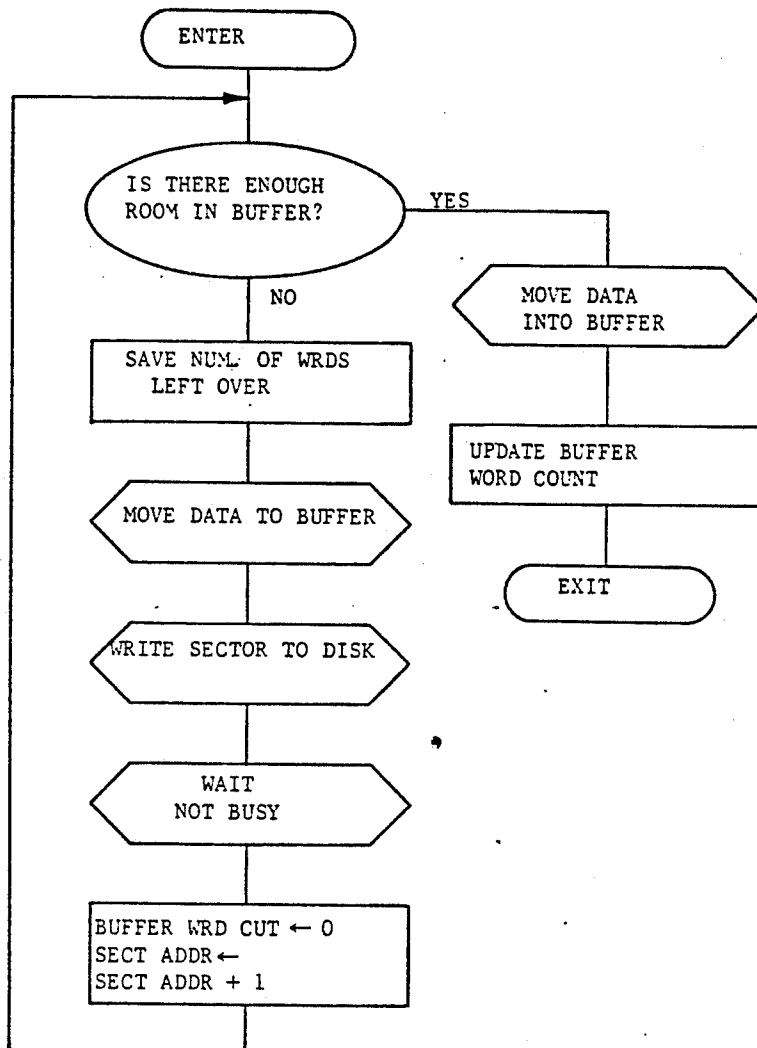 ENTER
IS THERE ENOUGH
ROOM IN BUFFER?
YES
NO
MOVE DATA
INTO BUFFER
SAVE NUM. OF WRDS
LEFT OVER
UPDATE BUFFER
WORD COUNT
MOVE DATA TO BUFFER
EXIT
WRITE SECTOR TO DISK
WAIT
NOT BUSY
BUFFER WRD CUT ← 0
SECT ADDR ←
SECT ADDR + 1